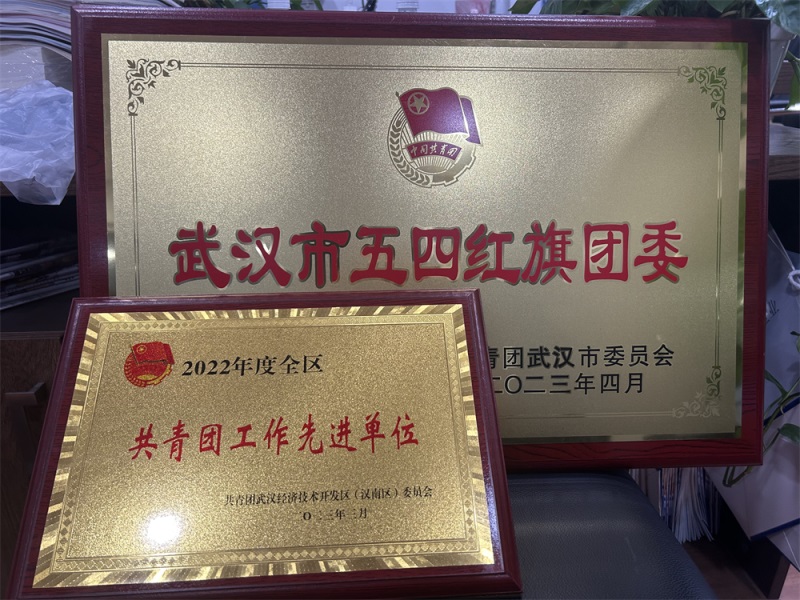 中国共青团
武汉市五四红旗团委
青团武汉市委员会
二〇二三年四月
2022年度全区
共青团工作先进单位
共青团武汉经济技术开发区（汉南区）委员会
二〇二三年三月